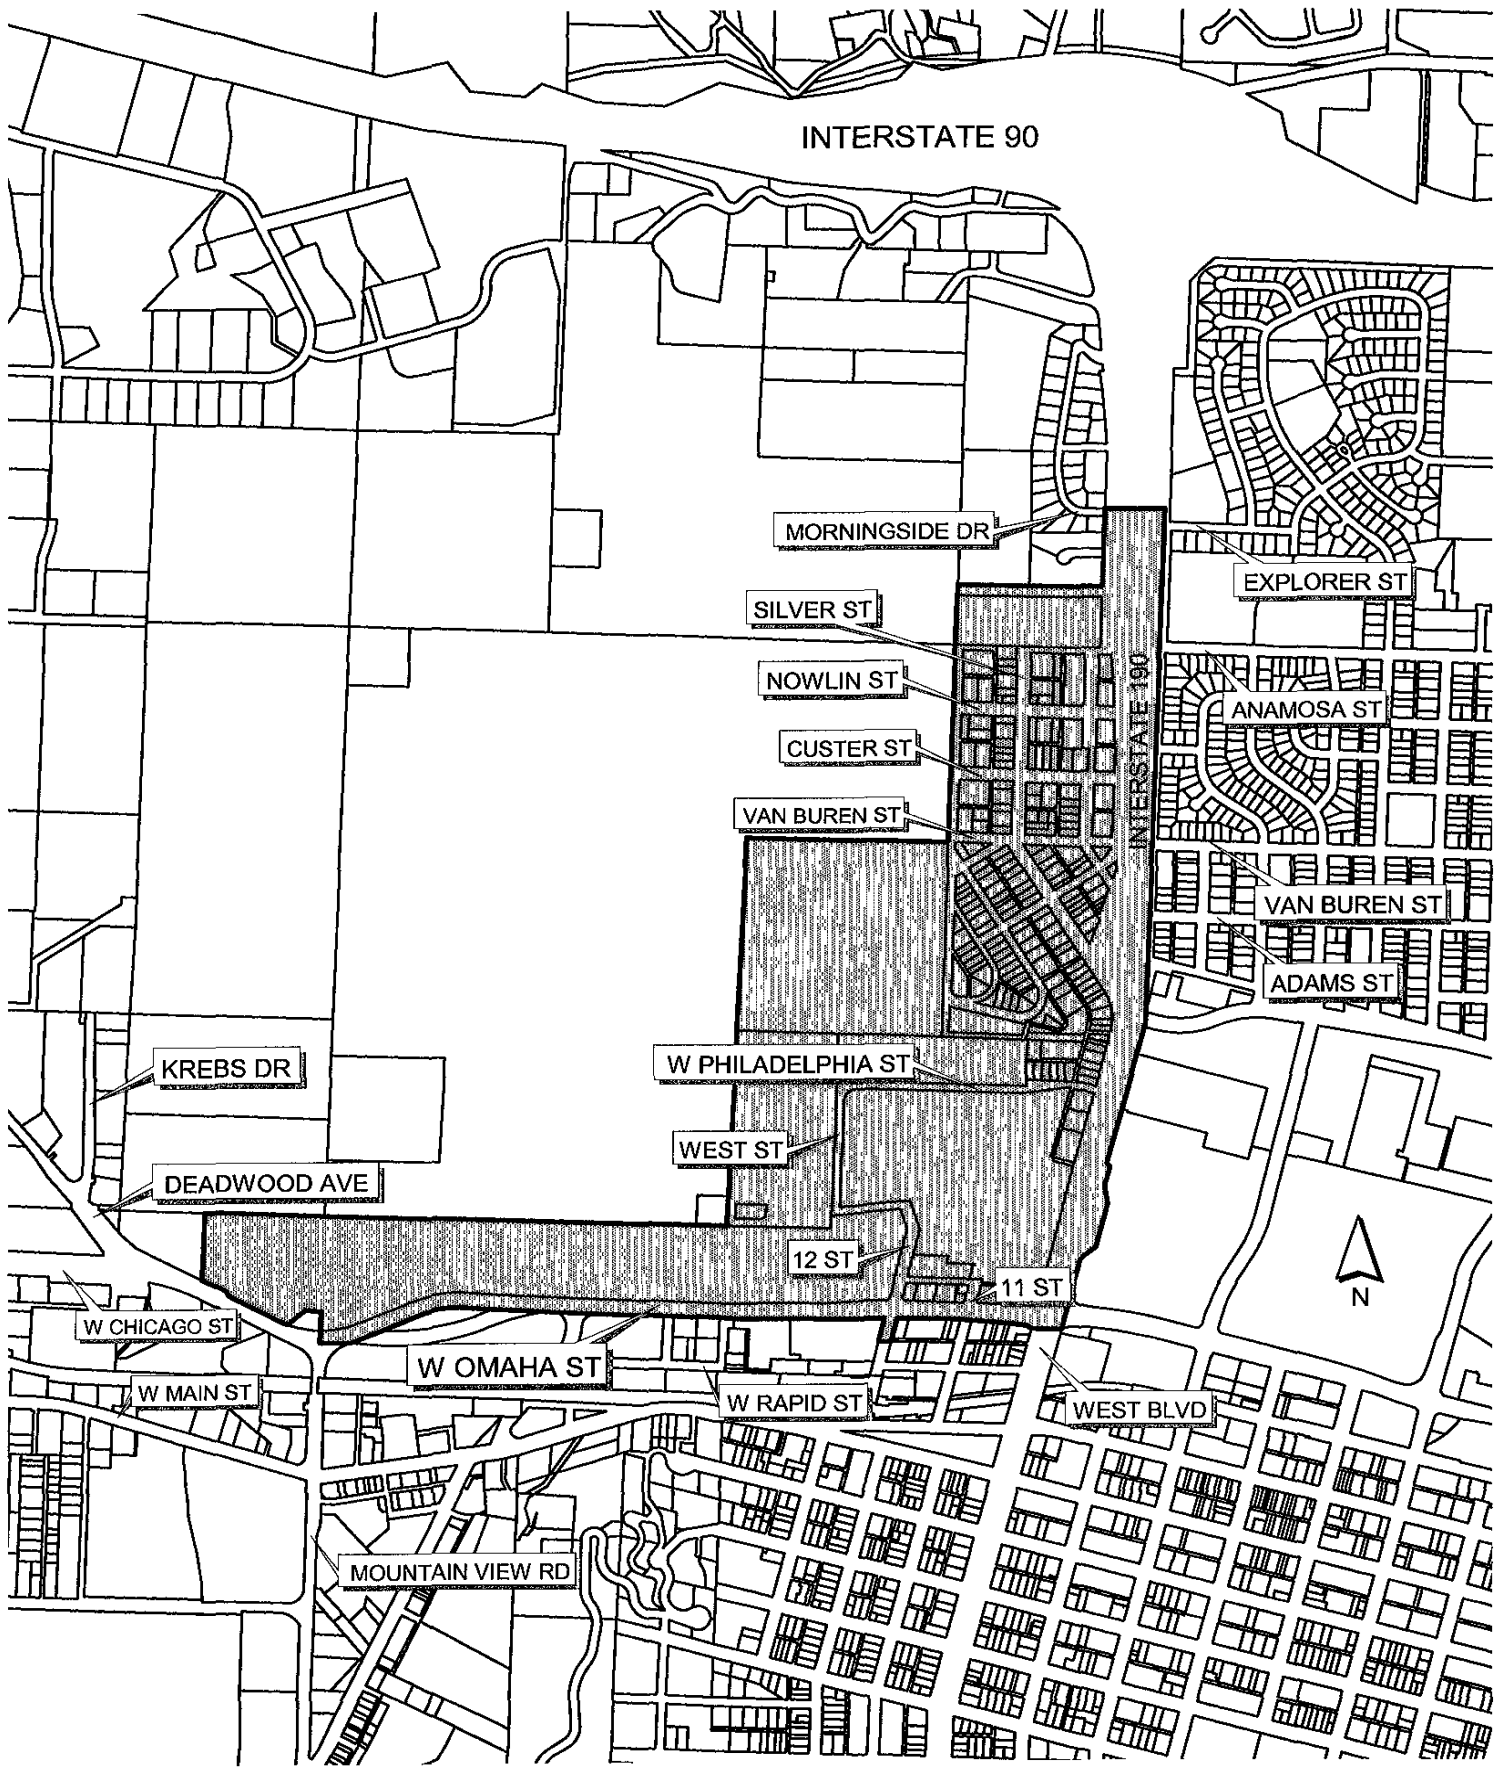 INTERSTATE 90
MORNINGSIDE DR
EXPLORER ST
SILVER ST
NOWLIN ST
INTERSTATE 190
ANAMOSA ST
CUSTER ST
VAN BUREN ST
VAN BUREN ST
ADAMS ST
W PHILADELPHIA ST
KREBS DR
WEST ST
DEADWOOD AVE
12 ST
11 ST
N
W CHICAGO ST
W OMAHA ST
W MAIN ST
W RAPID ST
WEST BLVD
MOUNTAIN VIEW RD